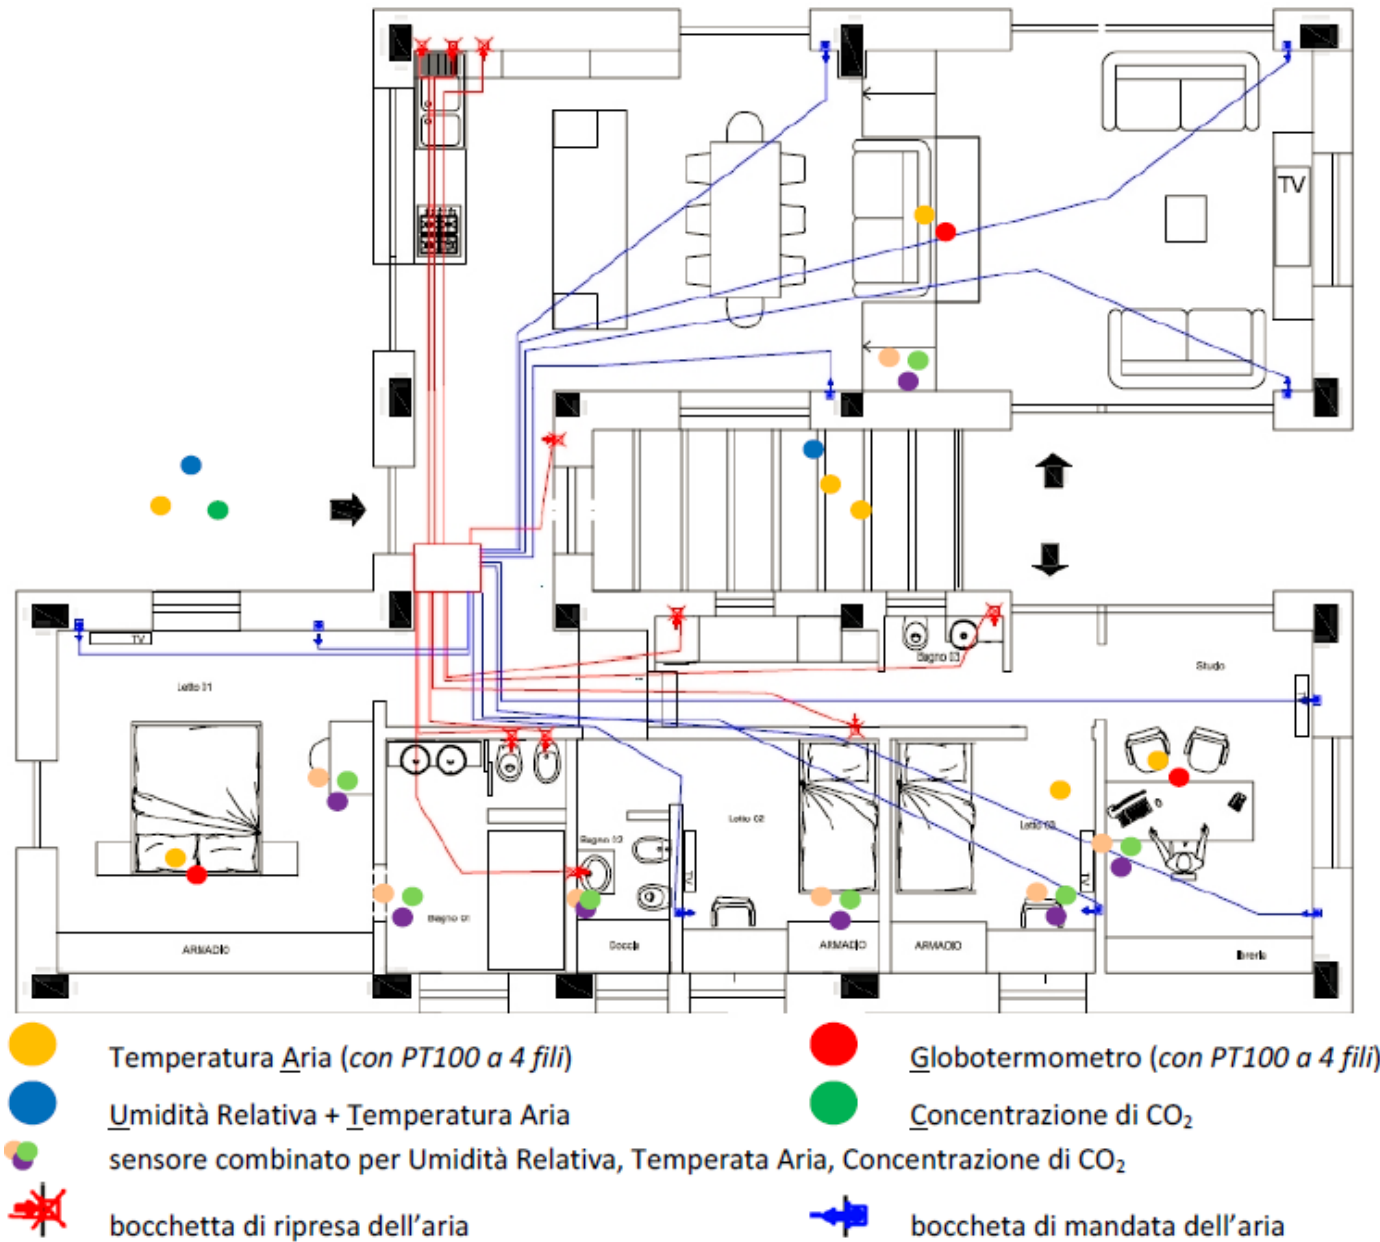 TV
TV
Letto 01
Bagno 03
Studo
Letto 02
Letto 03
Bagno 02
TV
TV
Bagno 01
ARMADIO
Doccia
ARMADIO
ARMADIO
libreria
Temperatura Aria (con PT100 a 4 fili)
Globotermometro (con PT100 a 4 fili)
Umidità Relativa + Temperatura Aria
Concentrazione di CO₂
sensore combinato per Umidità Relativa, Temperata Aria, Concentrazione di CO₂
bocchetta di ripresa dell'aria
boccheta di mandata dell'aria